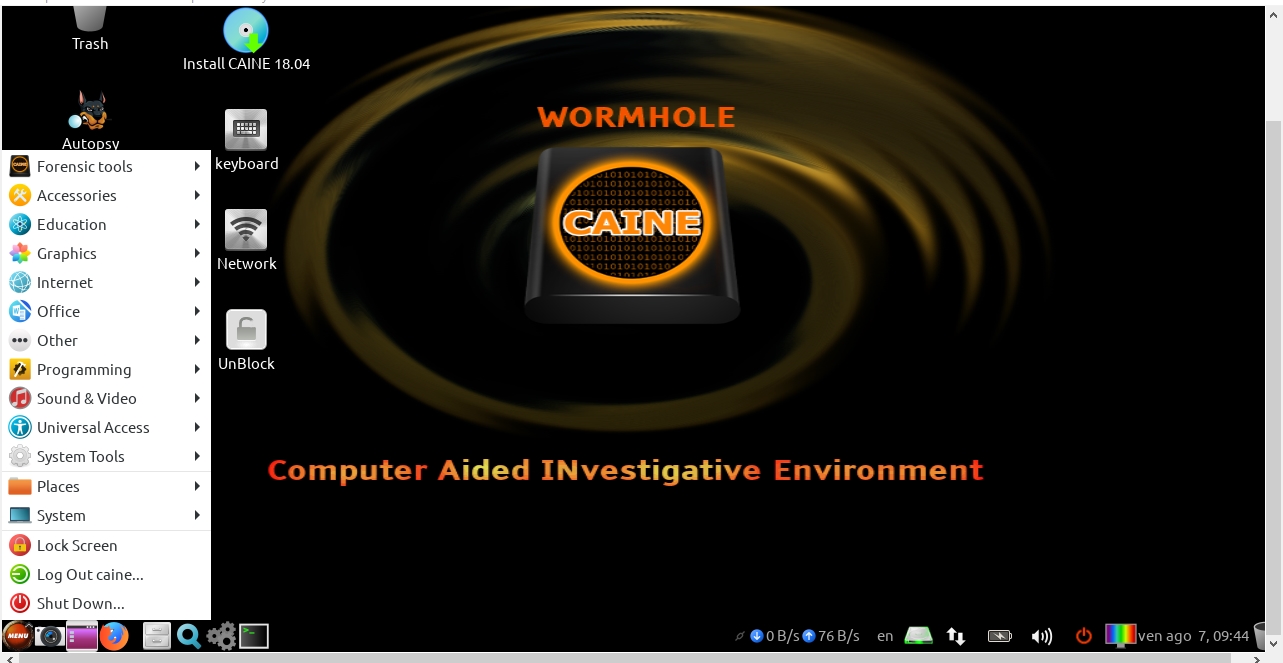 Trash
Install CAINE 18.04
Autopsy
WORMHOLE
CAINE
keyboard
Network
UnBlock
Forensic tools
Accessories
Education
Graphics
Internet
Office
Other
Programming
Sound & Video
Universal Access
System Tools
Places
System
Lock Screen
Log Out caine...
Shut Down...
Computer Aided INvestigative Environment
MENU
0 B/s 76 B/s en ven ago 7, 09:44